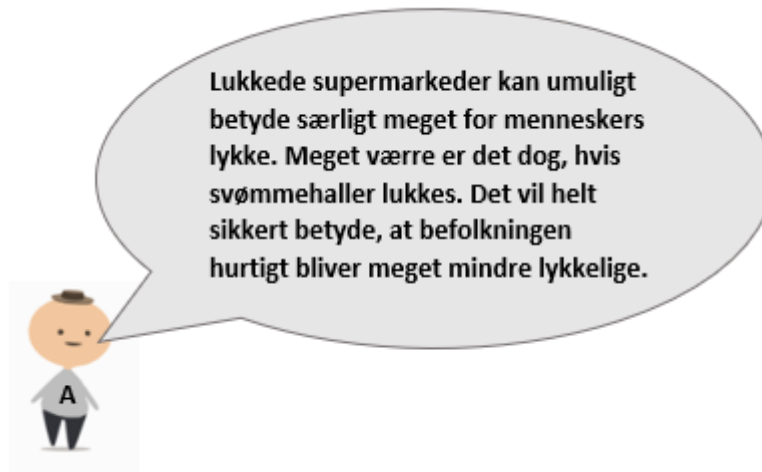 Lukkede supermarkeder kan umuligt
betyde særligt meget for menneskers
lykke. Meget værre er det dog, hvis
svømmehaller lukkes. Det vil helt
sikkert betyde, at befolkningen
hurtigt bliver meget mindre lykkelige.
A